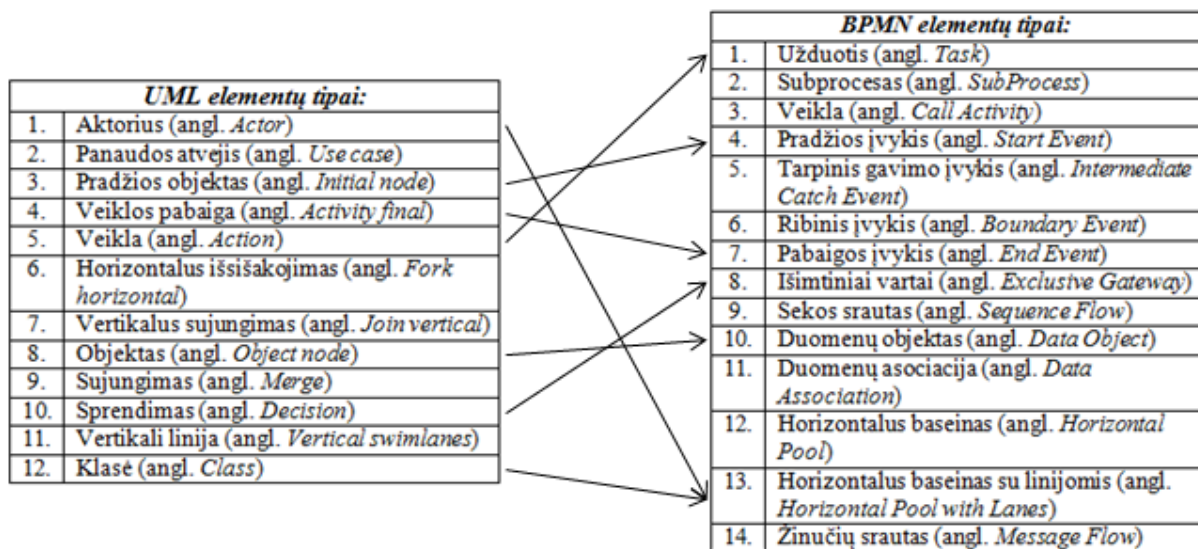 UML elementų tipai:
1. Aktorius (angl. Actor)
2. Panaudos atvejis (angl. Use case)
3. Pradžios objektas (angl. Initial node)
4. Veiklos pabaiga (angl. Activity final)
5. Veikla (angl. Action)
6. Horizontalus išsišakojimas (angl. Fork
horizontal)
7. Vertikalus sujungimas (angl. Join vertical)
8. Objektas (angl. Object node)
9. Sujungimas (angl. Merge)
10. Sprendimas (angl. Decision)
11. Vertikali linija (angl. Vertical swimlanes)
12. Klasė (angl. Class)
BPMN elementų tipai:
1. Užduotis (angl. Task)
2. Subprocesas (angl. SubProcess)
3. Veikla (angl. Call Activity)
4. Pradžios įvykis (angl. Start Event)
5. Tarpinis gavimo įvykis (angl. Intermediate
Catch Event)
6. Ribinis įvykis (angl. Boundary Event)
7. Pabaigos įvykis (angl. End Event)
8. Išimtiniai vartai (angl. Exclusive Gateway)
9. Sekos srautas (angl. Sequence Flow)
10. Duomenų objektas (angl. Data Object)
11. Duomenų asociacija (angl. Data
Association)
12. Horizontalus baseinas (angl. Horizontal
Pool)
13. Horizontalus baseinas su linijomis (angl.
Horizontal Pool with Lanes)
14. Žinučių srautas (angl. Message Flow)